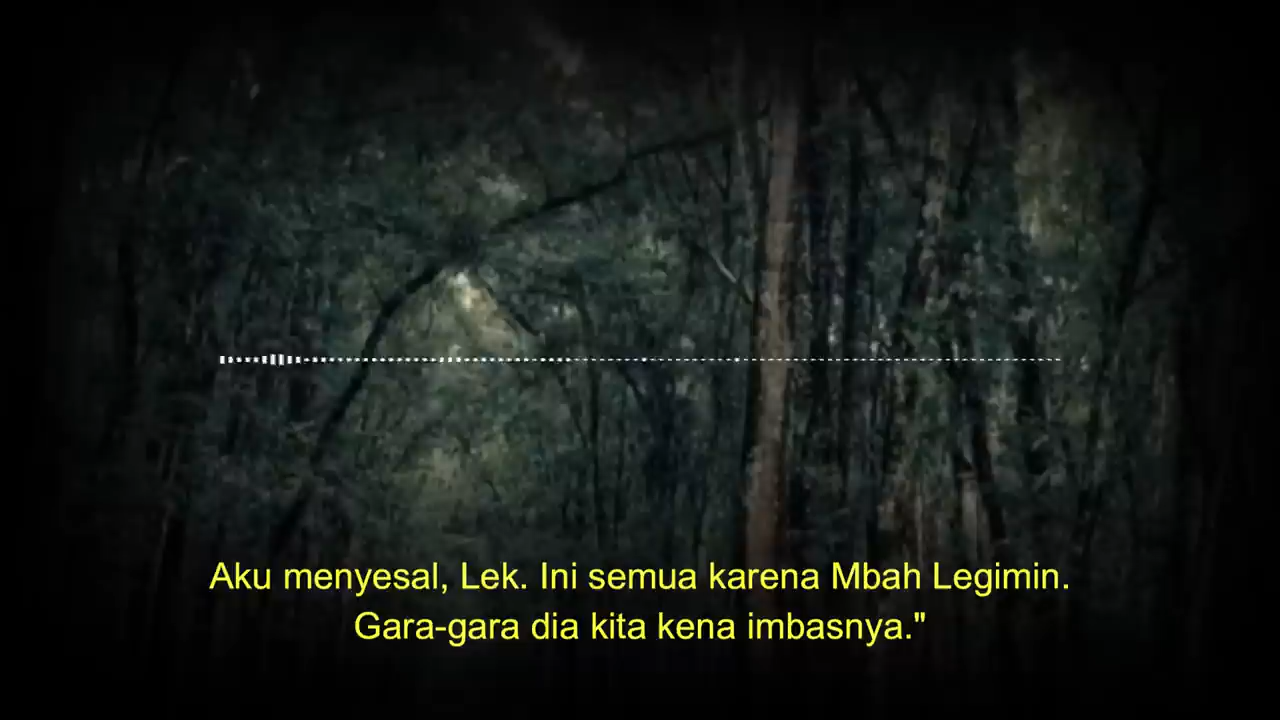 Aku menyesal, Lek. Ini semua karena Mbah Legimin.
Gara-gara dia kita kena imbasnya."